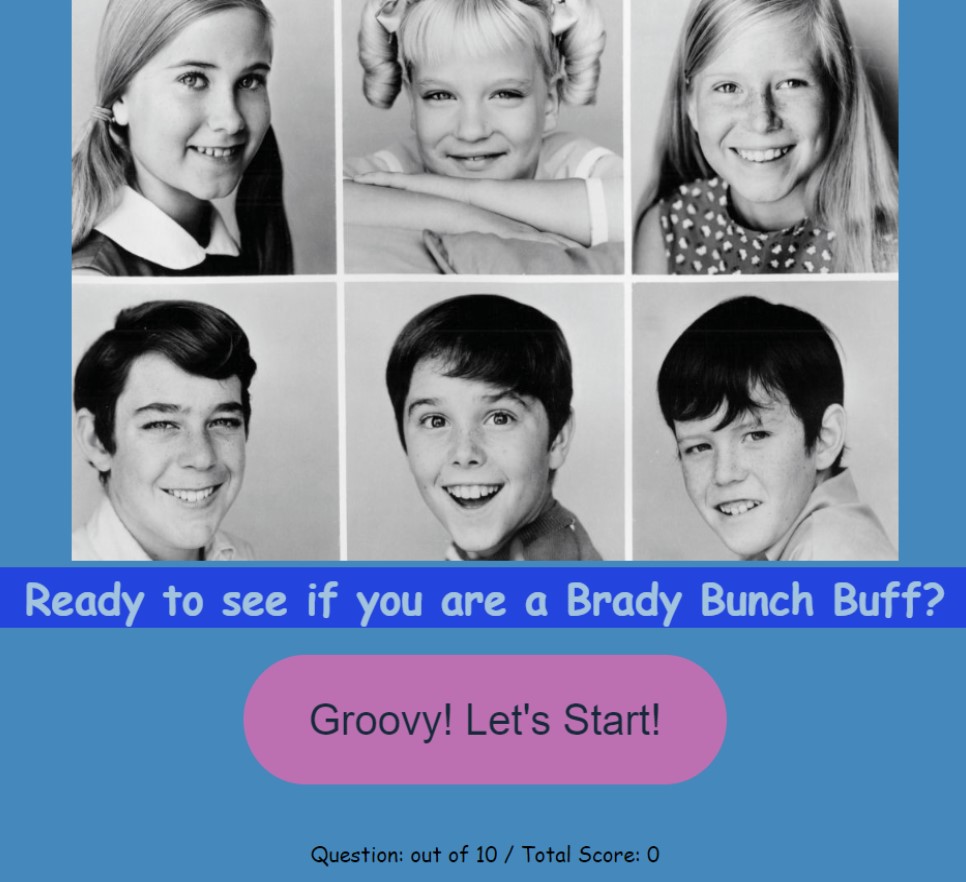 Ready to see if you are a Brady Bunch Buff?
Groovy! Let's Start!
Question: out of 10 / Total Score: 0